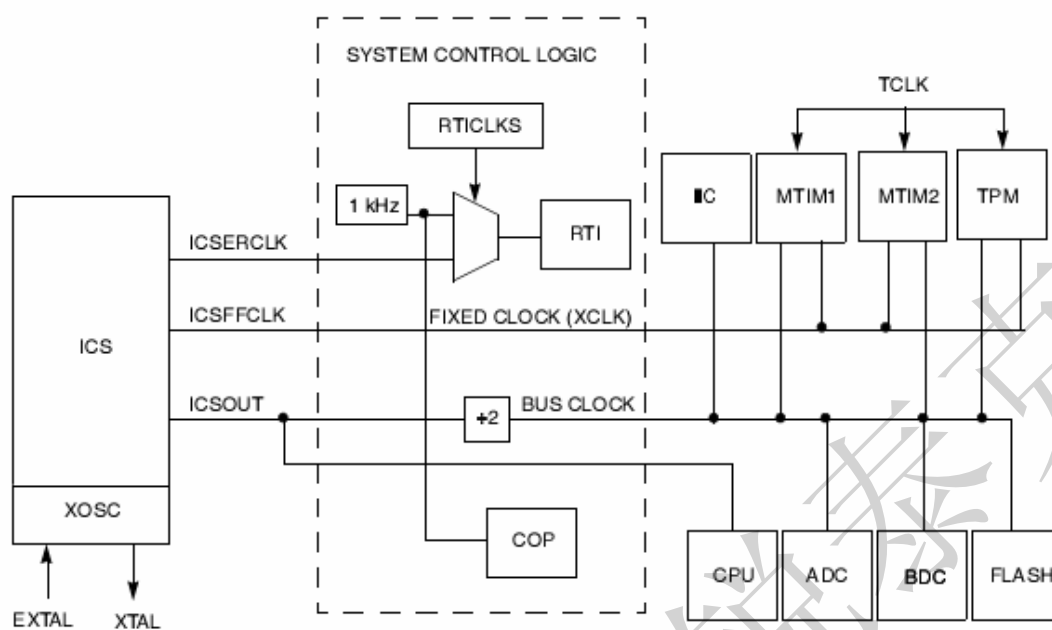 SYSTEM CONTROL LOGIC
TCLK
RTICLKS
IIC
MTIM1
MTIM2
TPM
1 kHz
RTI
ICSERCLK
ICSFFCLK
FIXED CLOCK (XCLK)
ICS
ICSOUT
÷2
BUS CLOCK
XOSC
COP
CPU
ADC
BDC
FLASH
EXTAL
XTAL